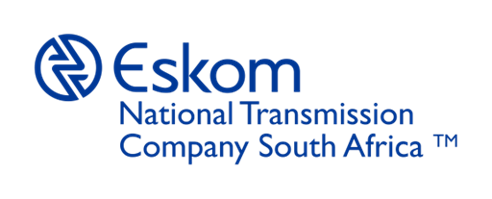 Eskom
National Transmission
Company South Africa ™